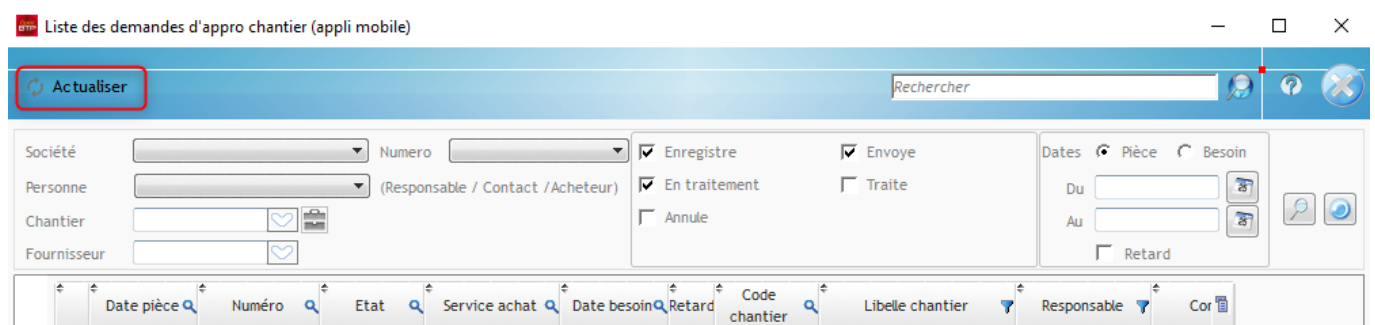 Liste des demandes d'appro chantier (appli mobile)
Actualiser
Rechercher
Société Numero Enregistre Envoye Dates Pièce Besoin
Personne (Responsable / Contact /Acheteur) En traitement Traite Du
Chantier Annule Au
Fournisseur Retard
Date pièce Numéro Etat Service achat Date besoin Retard Code chantier Libelle chantier Responsable Cor